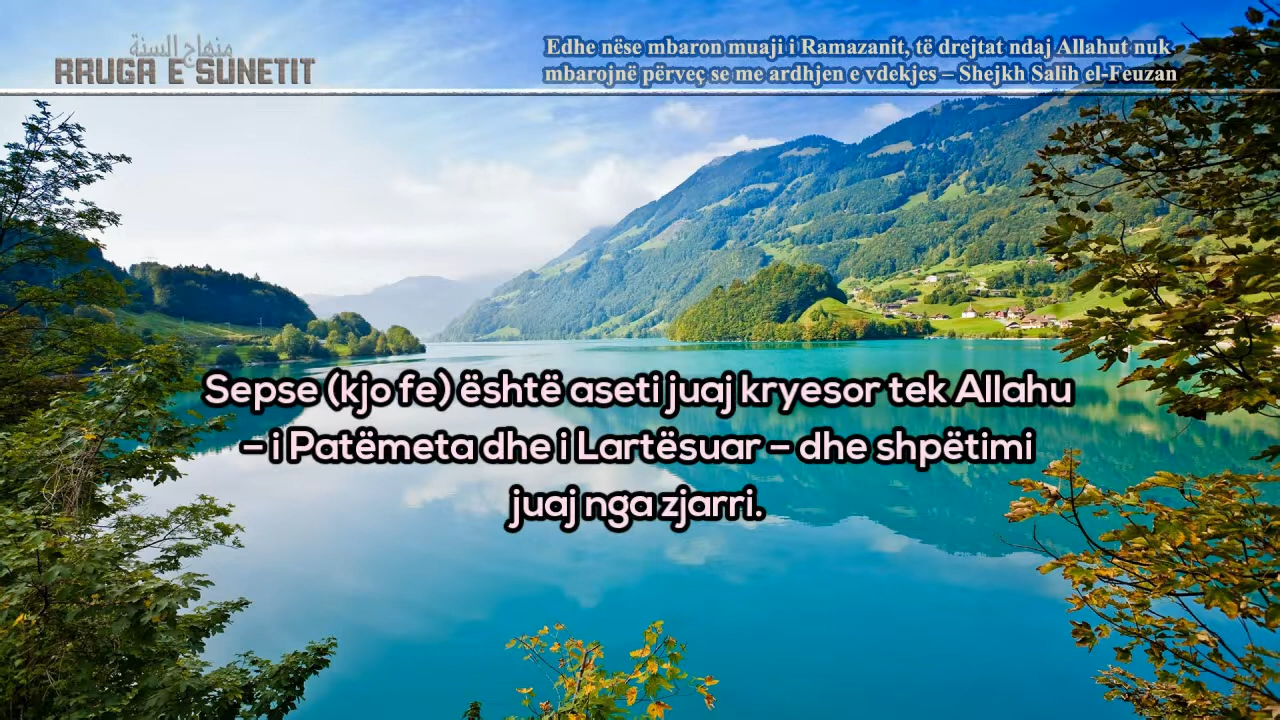 منهاج السنة
RRUGA E SUNETIT
Edhe nëse mbaron muaji i Ramazanit, të drejtat ndaj Allahut nuk
mbarojnë përveç se me ardhjen e vdekjes – Shejkh Salih el-Feuzan
Sepse (kjo fe) është aseti juaj kryesor tek Allahu
– i Patëmeta dhe i Lartësuar – dhe shpëtimi
juaj nga zjarri.